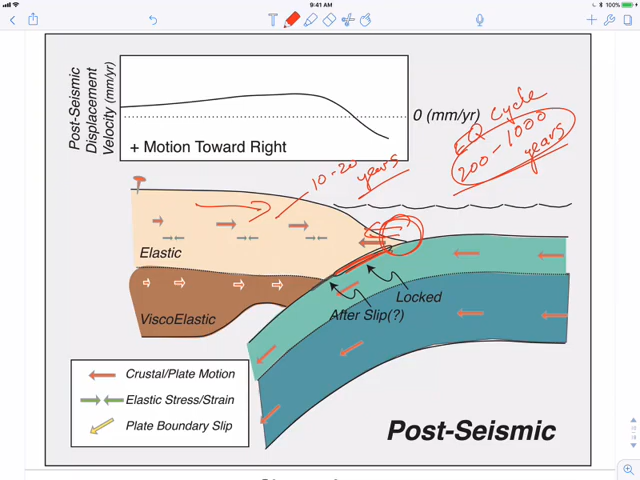 9:41 AM
100%
Post-Seismic
Displacement
Velocity (mm/yr)
0 (mm/yr)
+ Motion Toward Right
EQ Cycle
200-1000
years
10-20
years
Elastic
ViscoElastic
Locked
After Slip(?)
Crustal/Plate Motion
Elastic Stress/Strain
Plate Boundary Slip
Post-Seismic